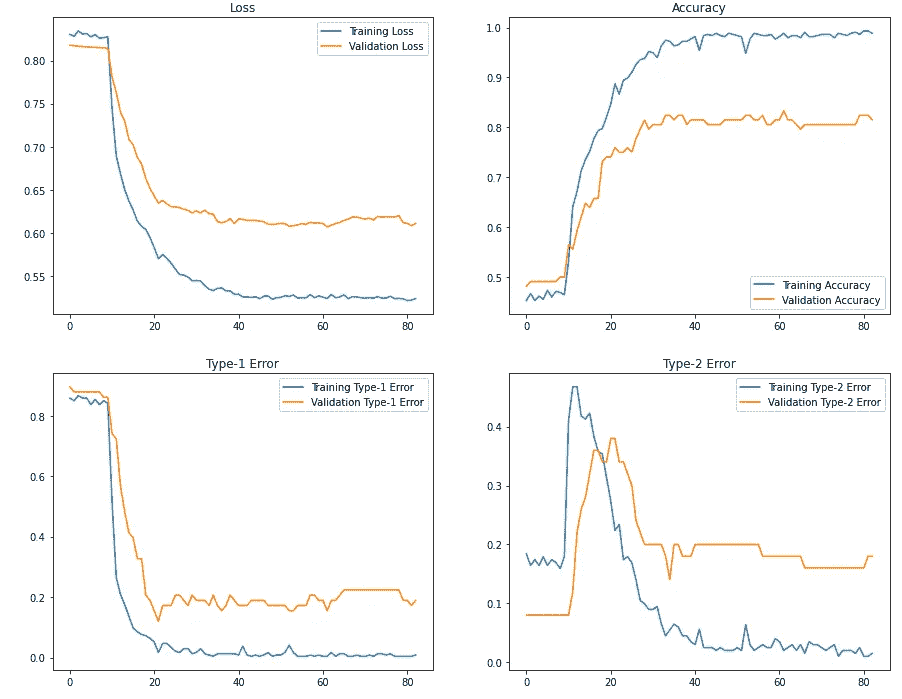 Loss
Training Loss
Validation Loss
0.80
0.75
0.70
0.65
0.60
0.55
0 20 40 60 80
Accuracy
1.0
0.9
0.8
0.7
0.6
0.5
Training Accuracy
Validation Accuracy
0 20 40 60 80
Type-1 Error
Training Type-1 Error
Validation Type-1 Error
0.8
0.6
0.4
0.2
0.0
0 20 40 60 80
Type-2 Error
Training Type-2 Error
Validation Type-2 Error
0.4
0.3
0.2
0.1
0.0
0 20 40 60 80